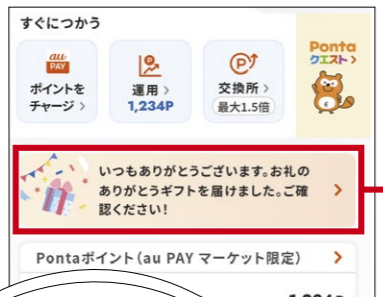 すぐにつかう
Ponta
クエスト >
au
PAY
ポイントを
チャージ >
運用 >
1,234P
交換所 >
最大1.5倍
いつもありがとうございます。お礼の
ありがとうギフトを届けました。ご確
認ください！
Pontaポイント（au PAY マーケット限定） >